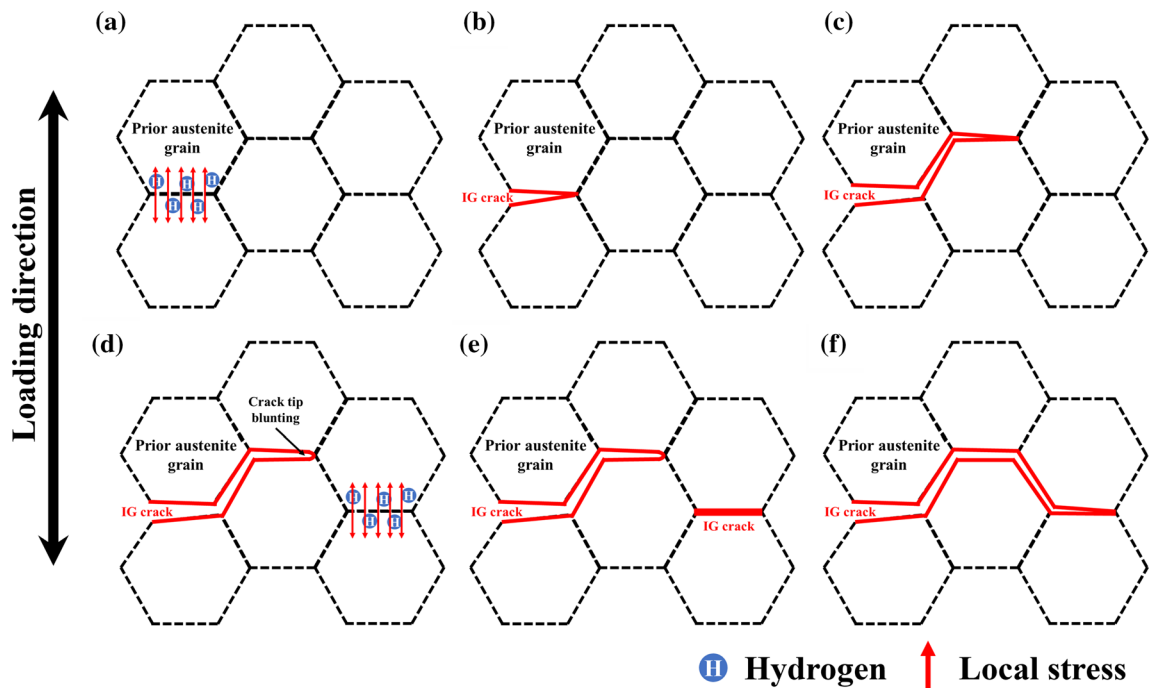 (a)
(b)
(c)
Loading direction
Prior austenite
grain
H H H
H H
Prior austenite
grain
IG crack
Prior austenite
grain
IG crack
(d)
(e)
(f)
Crack tip
blunting
Prior austenite
grain
IG crack
H H H
H H
Prior austenite
grain
IG crack
IG crack
Prior austenite
grain
IG crack
H Hydrogen
Local stress